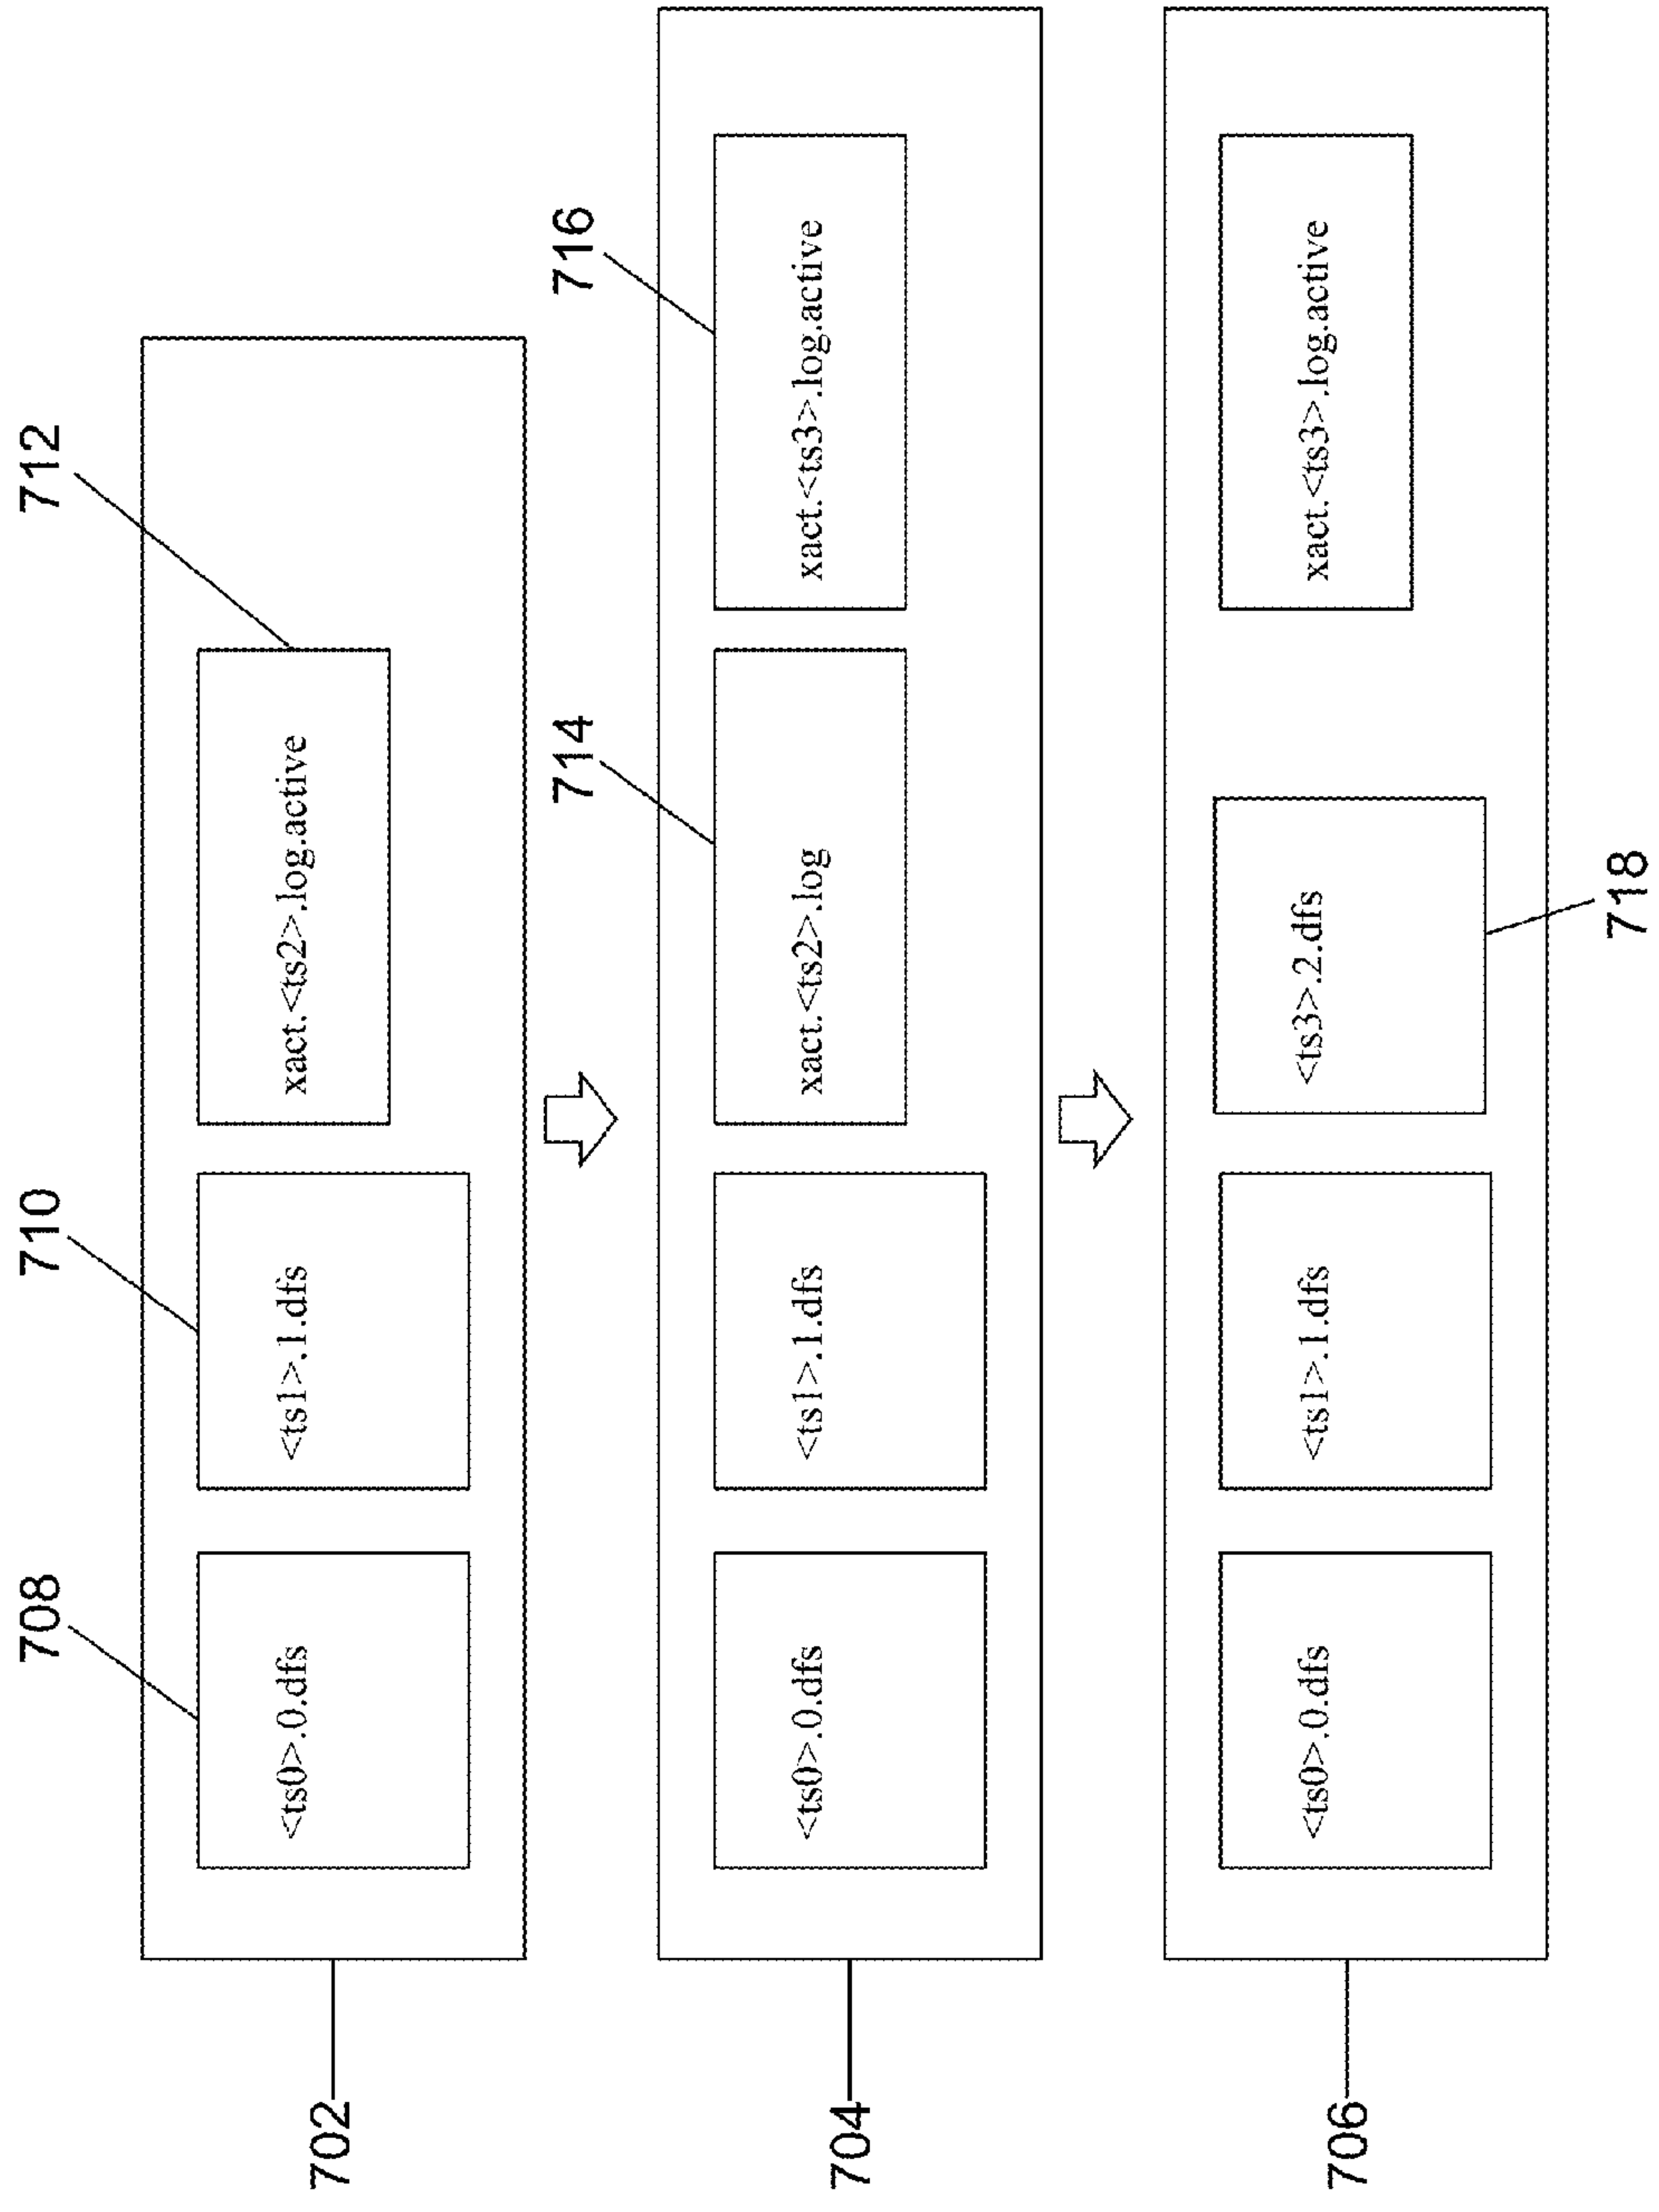 708
710
712
702
<ts0>.0.dfs
<ts1>.1.dfs
xact.<ts2>.log.active
714
716
704
<ts0>.0.dfs
<ts1>.1.dfs
xact.<ts2>.log
xact.<ts3>.log.active
706
<ts0>.0.dfs
<ts1>.1.dfs
<ts3>.2.dfs
xact.<ts3>.log.active
718